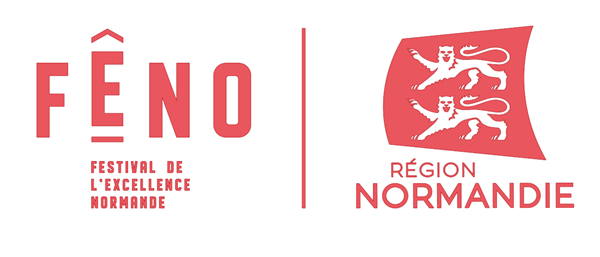 FÊNO
FESTIVAL DE
L'EXCELLENCE
NORMANDE
RÉGION
NORMANDIE